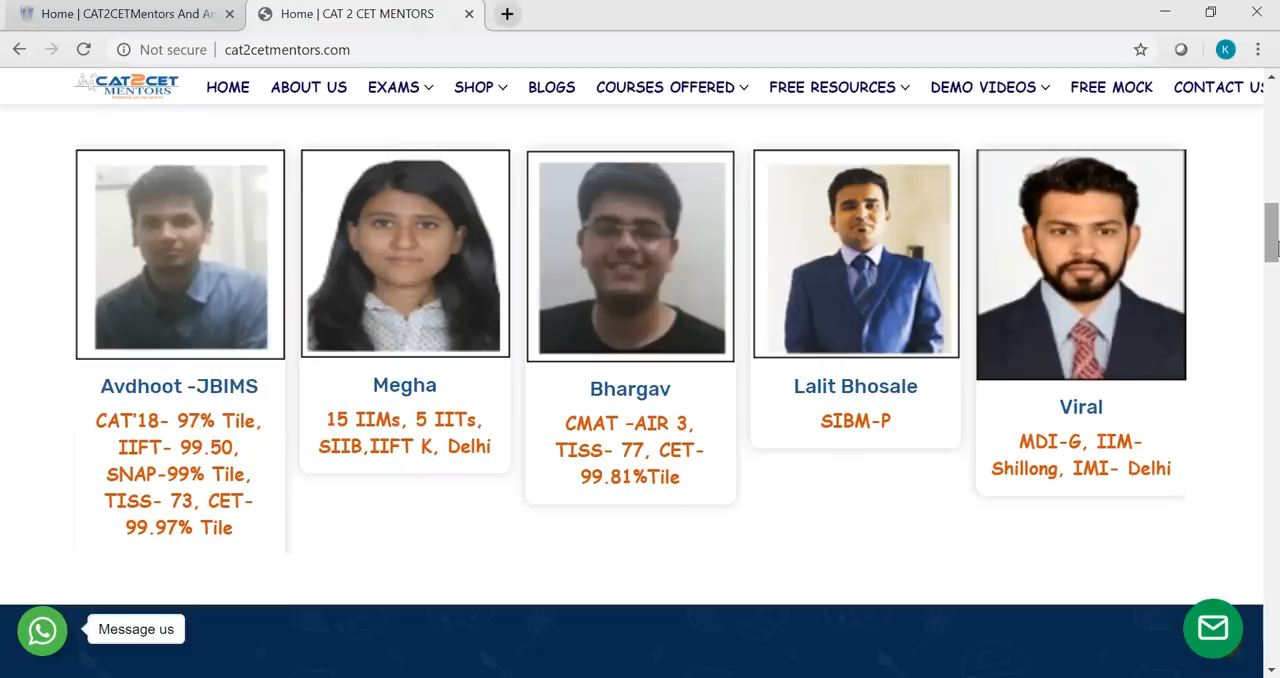 Home | CAT2CETMentors And An
Home | CAT 2 CET MENTORS
Not secure
cat2cetmentors.com
K
CAT2CET
MENTORS
HOME
ABOUT US
EXAMS
SHOP
BLOGS
COURSES OFFERED
FREE RESOURCES
DEMO VIDEOS
FREE MOCK
CONTACT US
Avdhoot -JBIMS
CAT'18- 97% Tile,
IIFT- 99.50,
SNAP-99% Tile,
TISS- 73, CET-
99.97% Tile
Megha
15 IIMs, 5 IITs,
SIIB,IIFT K, Delhi
Bhargav
CMAT -AIR 3,
TISS- 77, CET-
99.81%Tile
Lalit Bhosale
SIBM-P
Viral
MDI-G, IIM-
Shillong, IMI- Delhi
Message us